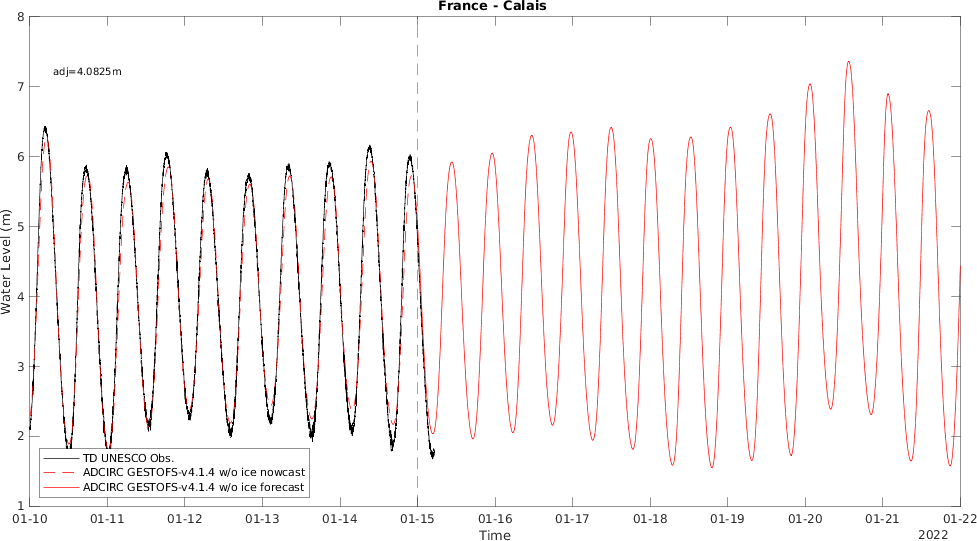 France - Calais
8
adj=4.0825m
7
6
5
4
3
2
1
Water Level (m)
TD UNESCO Obs.
ADCIRC GESTOFS-v4.1.4 w/o ice nowcast
ADCIRC GESTOFS-v4.1.4 w/o ice forecast
01-10 01-11 01-12 01-13 01-14 01-15 01-16 01-17 01-18 01-19 01-20 01-21 01-22
Time
2022